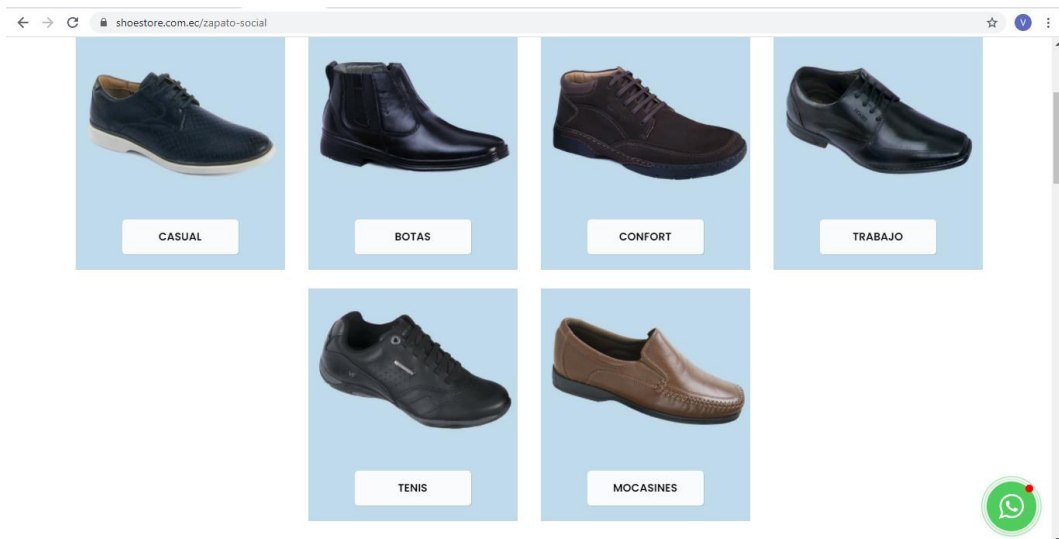 shoestore.com.ec/zapato-social
V
CASUAL
BOTAS
CONFORT
TRABAJO
TENIS
MOCASINES